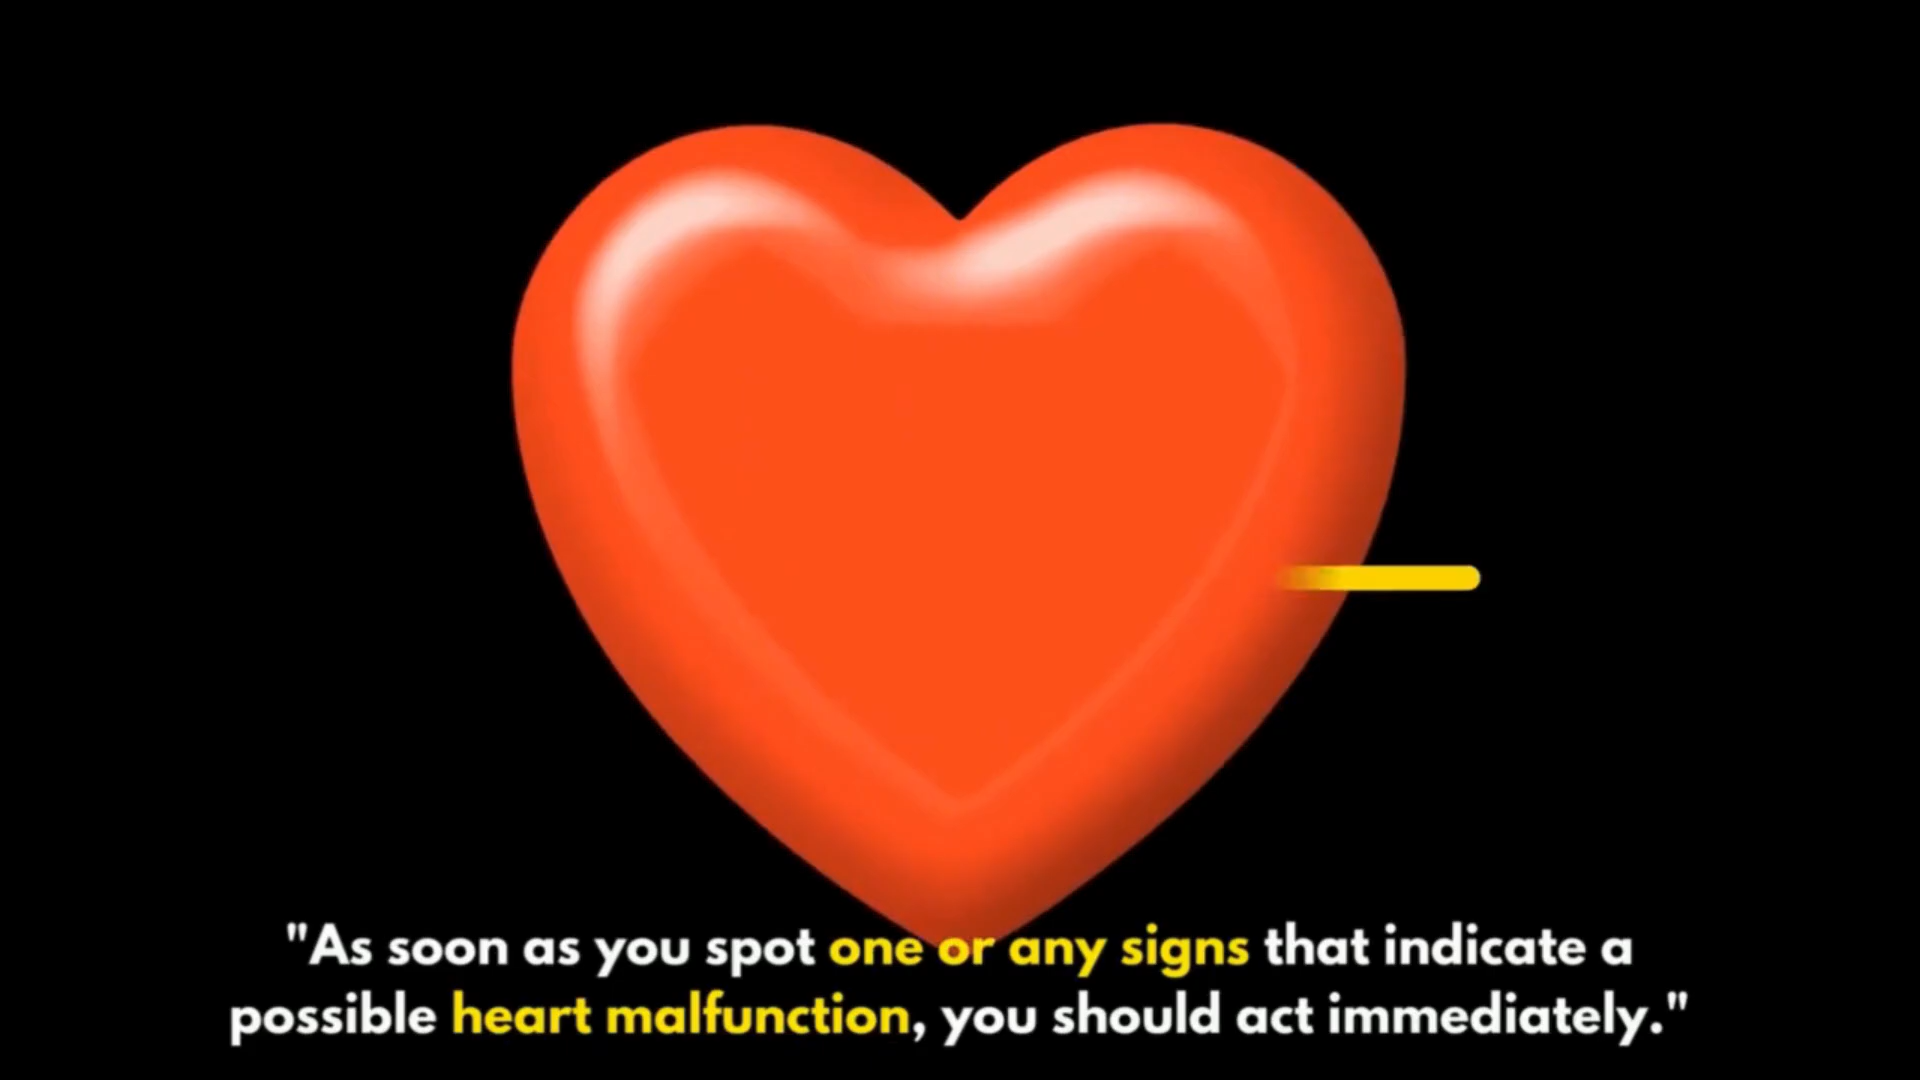 "As soon as you spot one or any signs that indicate a
possible heart malfunction, you should act immediately."